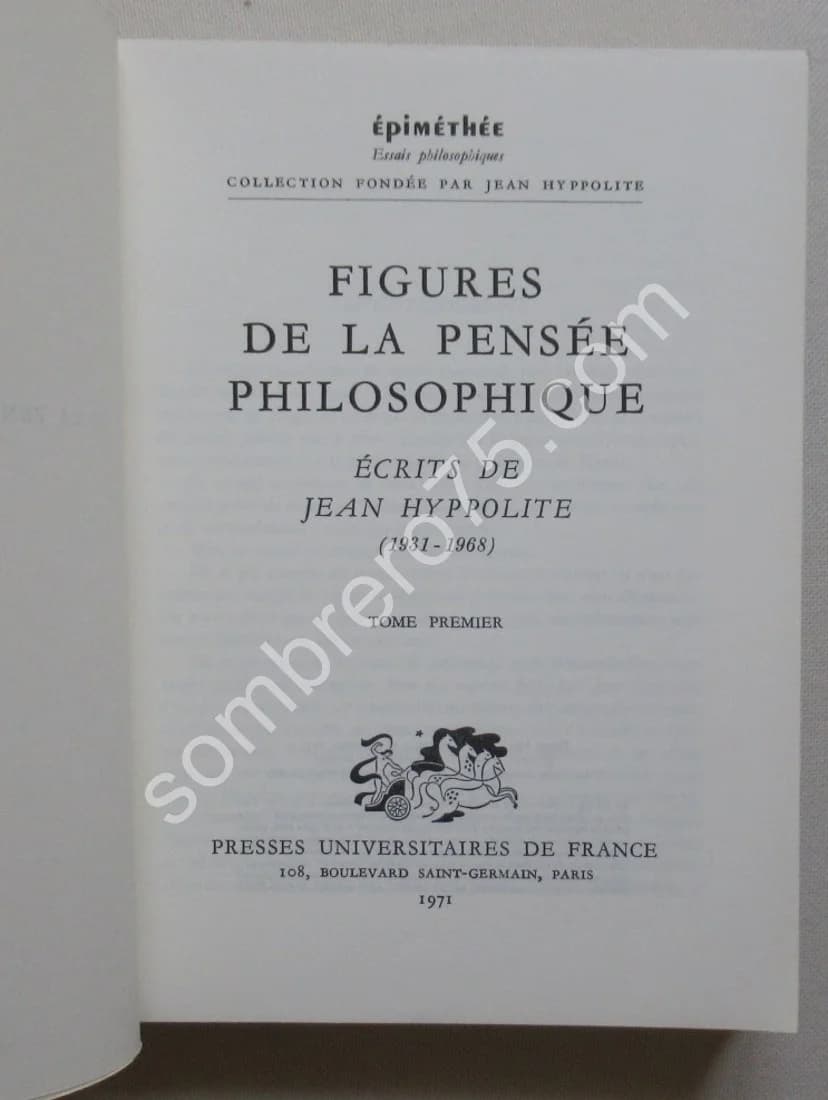 épiméthée
Essais philosophiques
COLLECTION FONDÉE PAR JEAN HYPPOLITE
FIGURES
DE LA PENSÉE
PHILOSOPHIQUE
ÉCRITS DE
JEAN HYPPOLITE
(1931-1968)
TOME PREMIER
PRESSES UNIVERSITAIRES DE FRANCE
108, BOULEVARD SAINT-GERMAIN, PARIS
1971
sombrero75.com